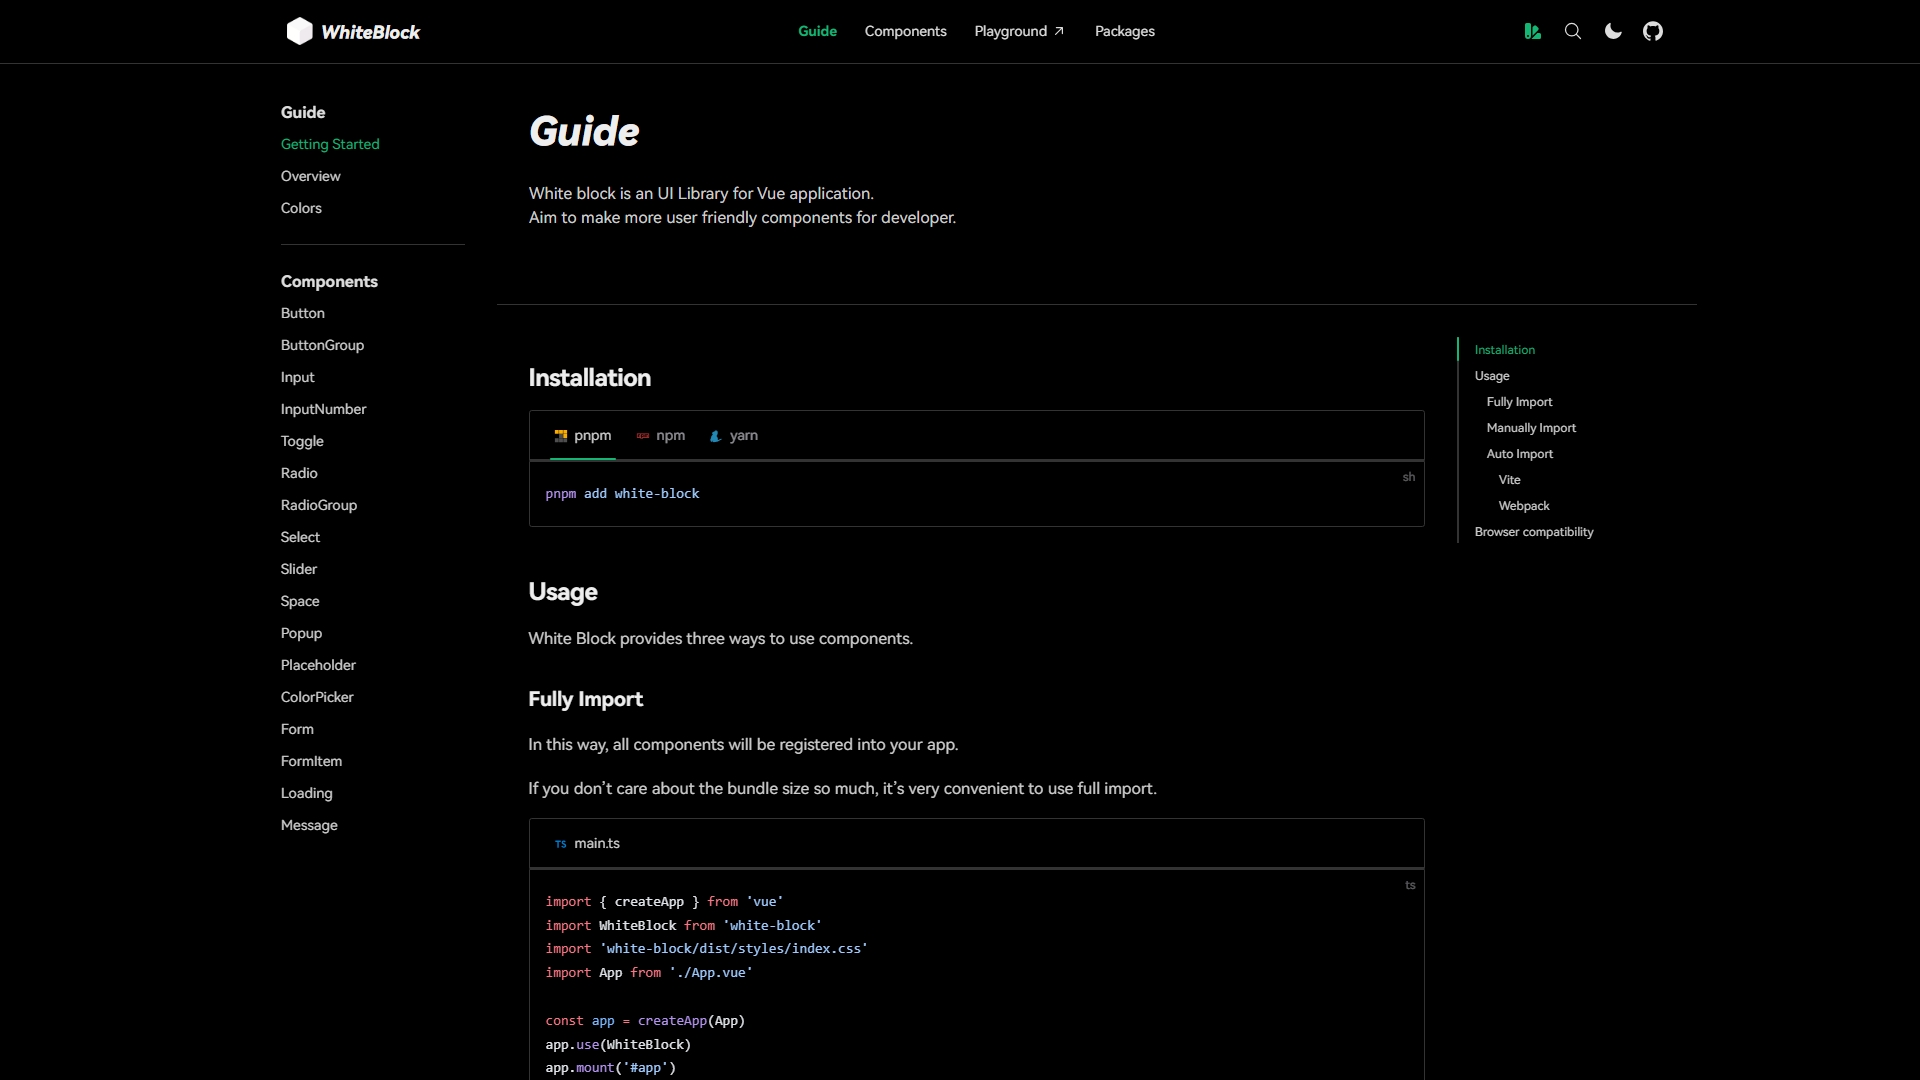 WhiteBlock
Guide
Components
Playground
Packages
Guide
Getting Started
Overview
Colors
Components
Button
ButtonGroup
Input
InputNumber
Toggle
Radio
RadioGroup
Select
Slider
Space
Popup
Placeholder
ColorPicker
Form
FormItem
Loading
Message
Guide
White block is an UI Library for Vue application.
Aim to make more user friendly components for developer.
Installation
pnpm npm yarn
sh
pnpm add white-block
Usage
White Block provides three ways to use components.
Fully Import
In this way, all components will be registered into your app.
If you don’t care about the bundle size so much, it’s very convenient to use full import.
TS main.ts
ts
import { createApp } from 'vue'
import WhiteBlock from 'white-block'
import 'white-block/dist/styles/index.css'
import App from './App.vue'
const app = createApp(App)
app.use(WhiteBlock)
app.mount('#app')
Installation
Usage
Fully Import
Manually Import
Auto Import
Vite
Webpack
Browser compatibility